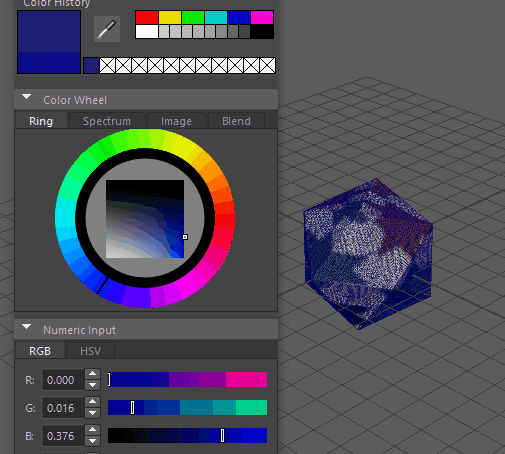 Color History
Color Wheel
Ring Spectrum Image Blend
Numeric Input
RGB HSV
R: 0.000
G: 0.016
B: 0.376